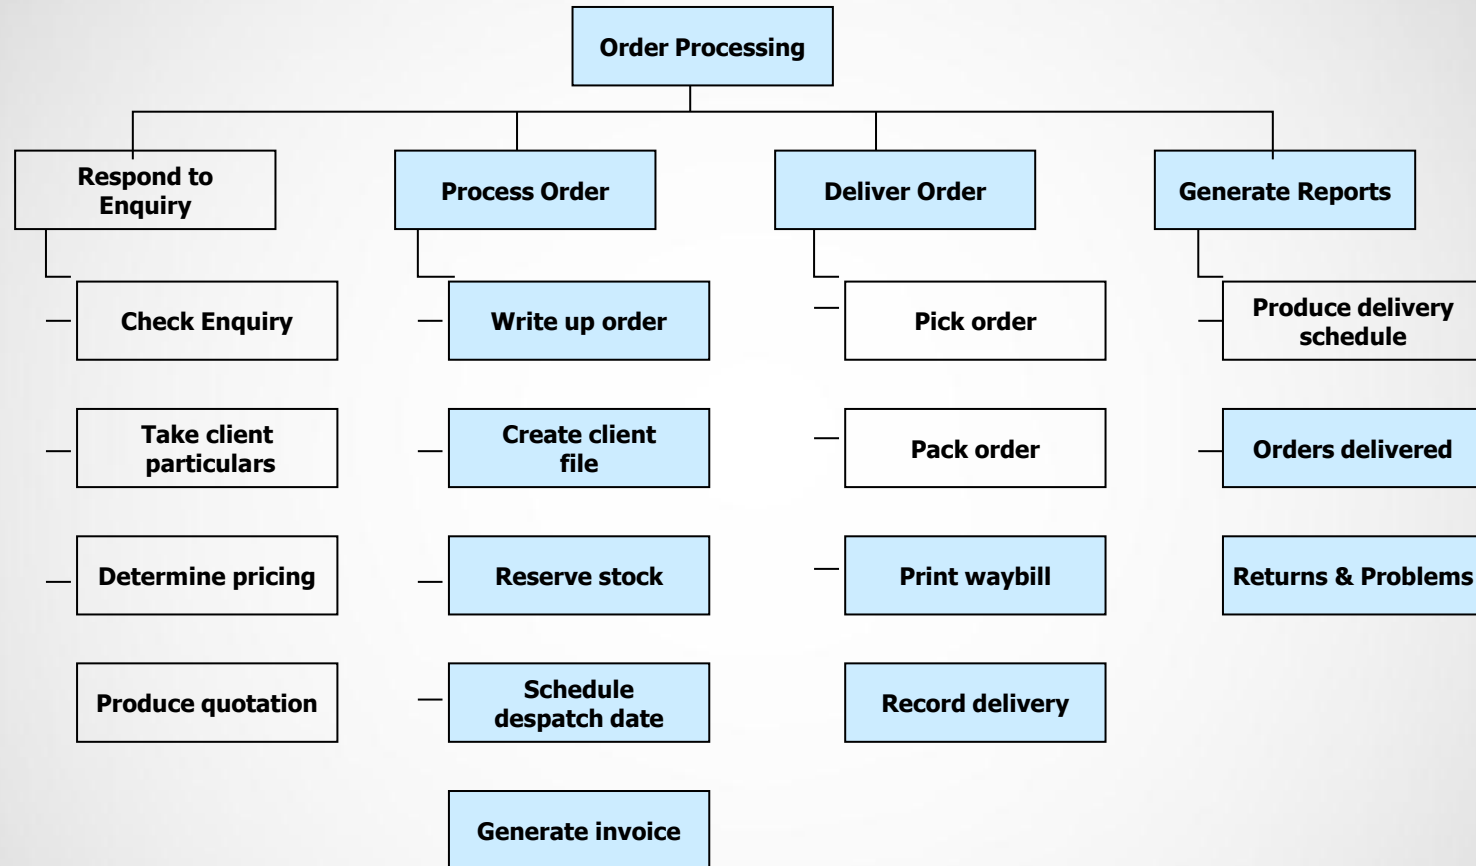 Order Processing
Respond to
Enquiry
Process Order
Deliver Order
Generate Reports
Check Enquiry
Write up order
Pick order
Produce delivery
schedule
Take client
particulars
Create client
file
Pack order
Orders delivered
Determine pricing
Reserve stock
Print waybill
Returns & Problems
Produce quotation
Schedule
despatch date
Record delivery
Generate invoice